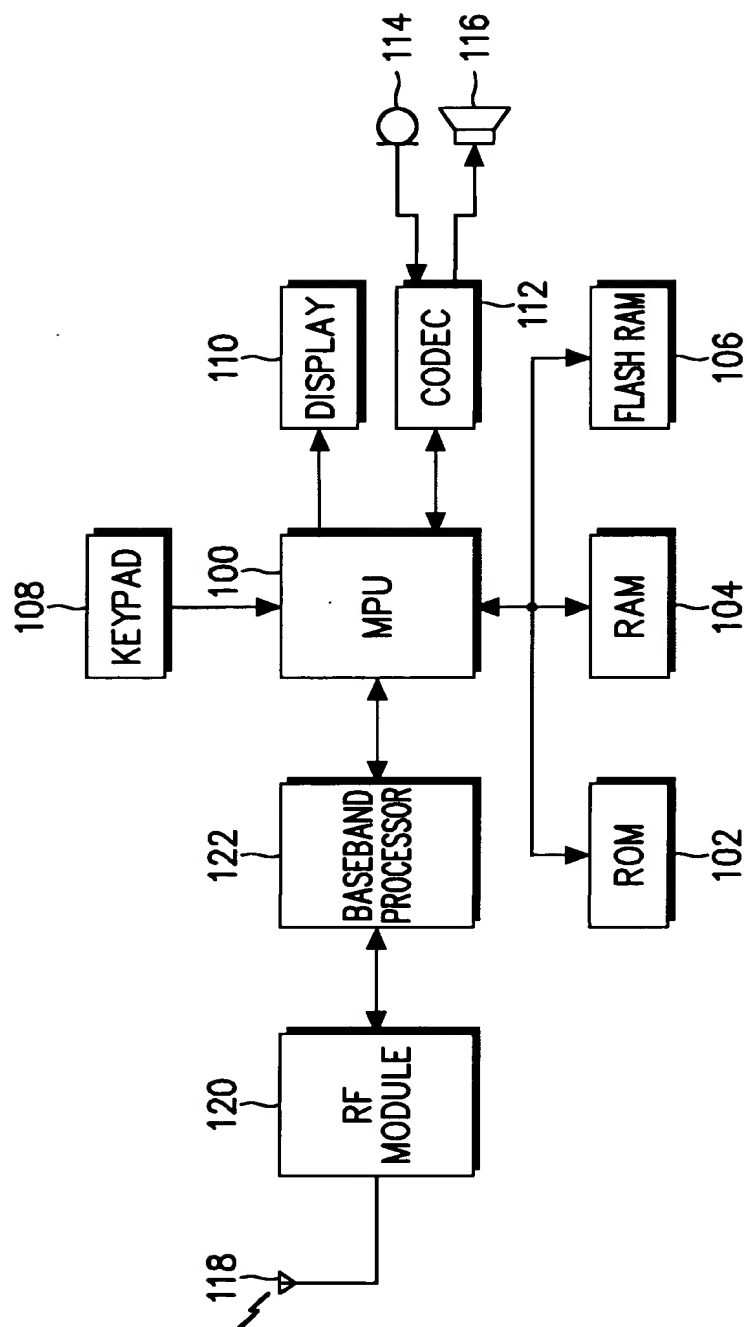 108
KEYPAD
110
DISPLAY
114
116
CODEC
112
100
MPU
122
BASEBAND
PROCESSOR
120
RF
MODULE
118
ROM
102
RAM
104
FLASH RAM
106